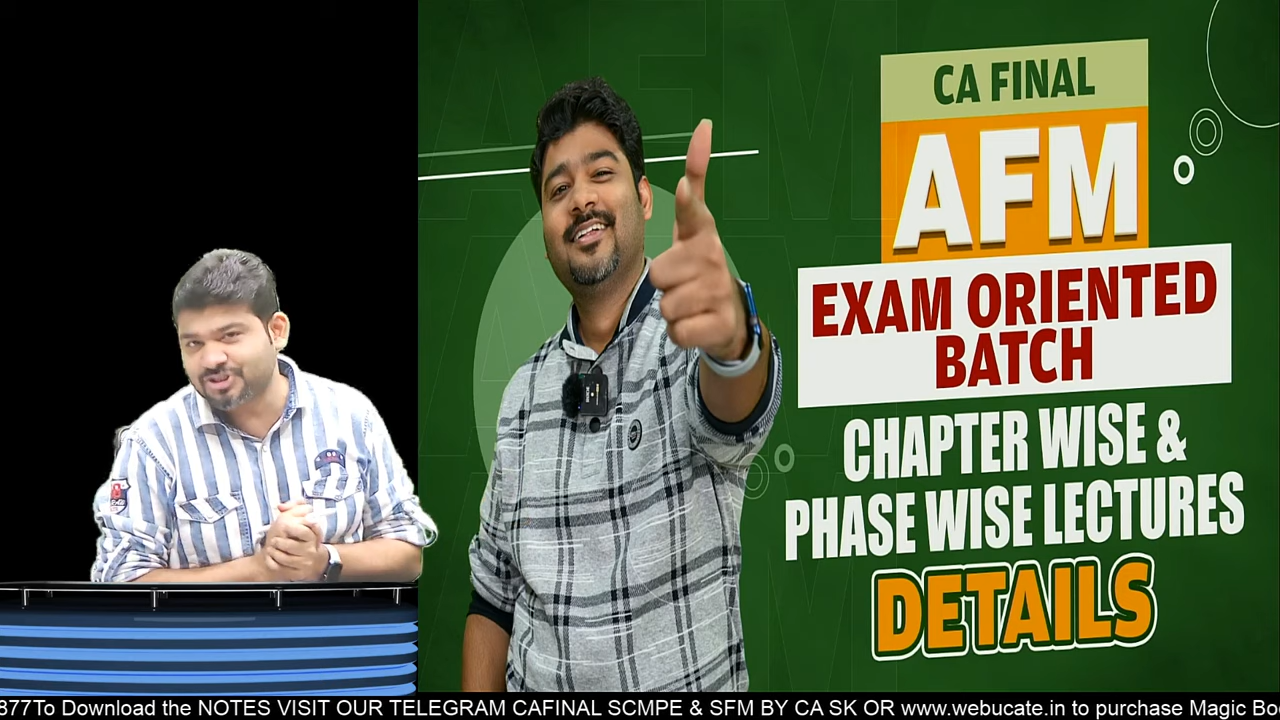 CA FINAL
AFM
EXAM ORIENTED
BATCH
CHAPTER WISE &
PHASE WISE LECTURES
DETAILS
877To Download the NOTES VISIT OUR TELEGRAM CAFINAL SCMPE & SFM BY CA SK OR www.webucate.in to purchase Magic Bo